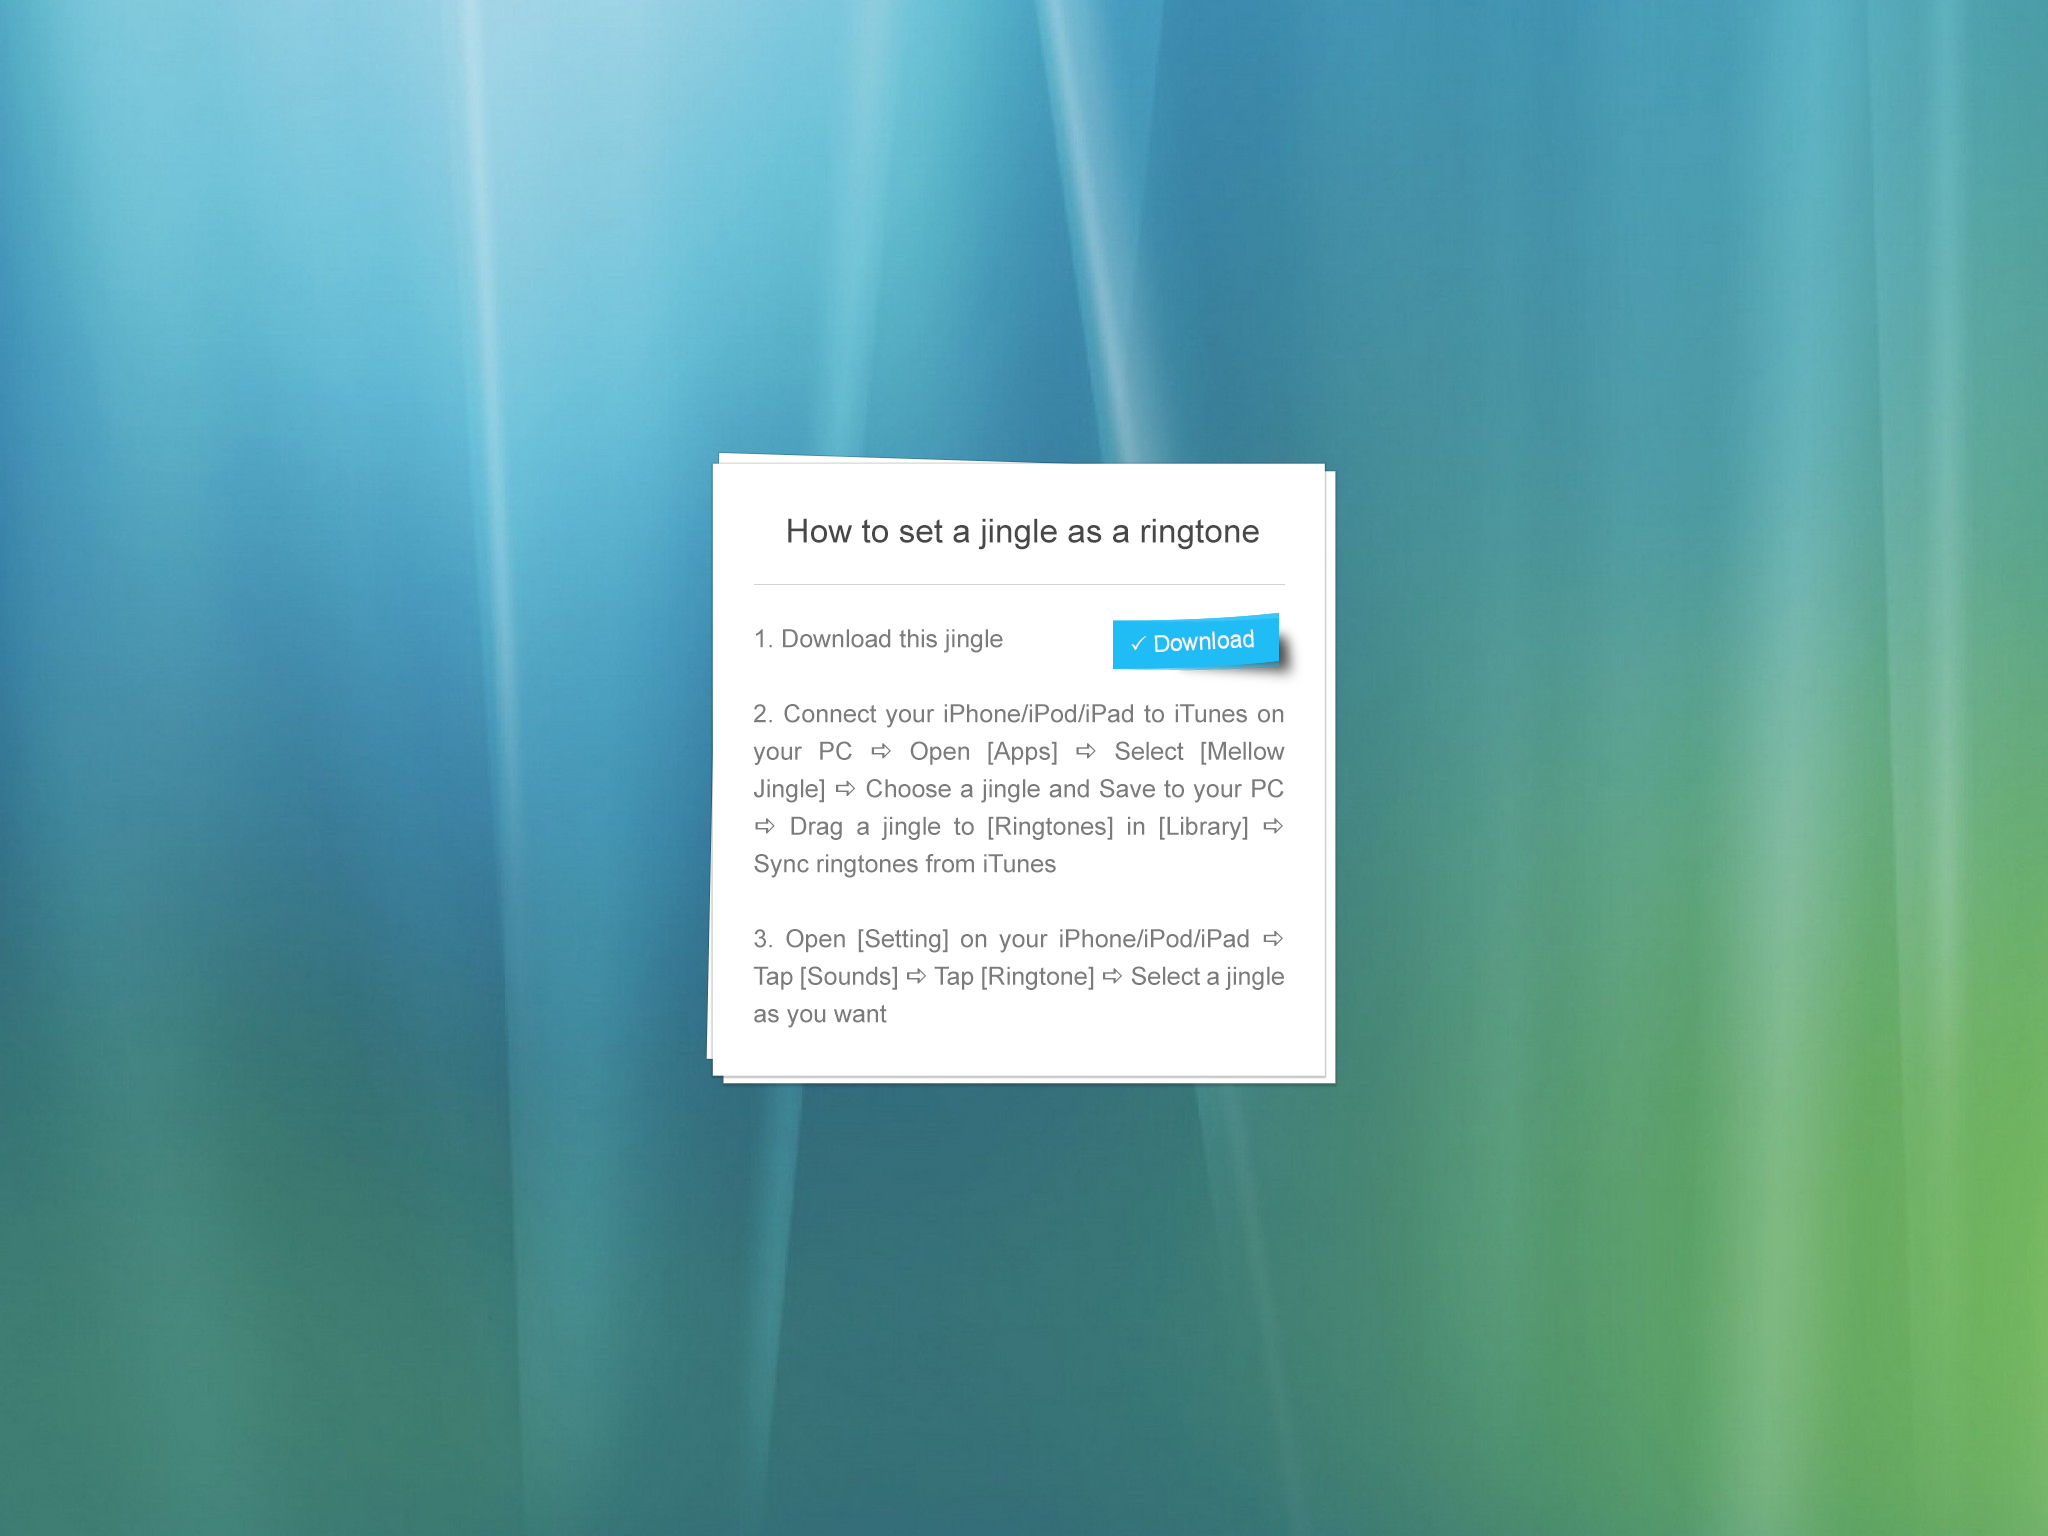 How to set a jingle as a ringtone
1. Download this jingle
✓ Download
2. Connect your iPhone/iPod/iPad to iTunes on
your PC ⇨ Open [Apps] ⇨ Select [Mellow
Jingle] ⇨ Choose a jingle and Save to your PC
⇨ Drag a jingle to [Ringtones] in [Library] ⇨
Sync ringtones from iTunes
3. Open [Setting] on your iPhone/iPod/iPad ⇨
Tap [Sounds] ⇨ Tap [Ringtone] ⇨ Select a jingle
as you want